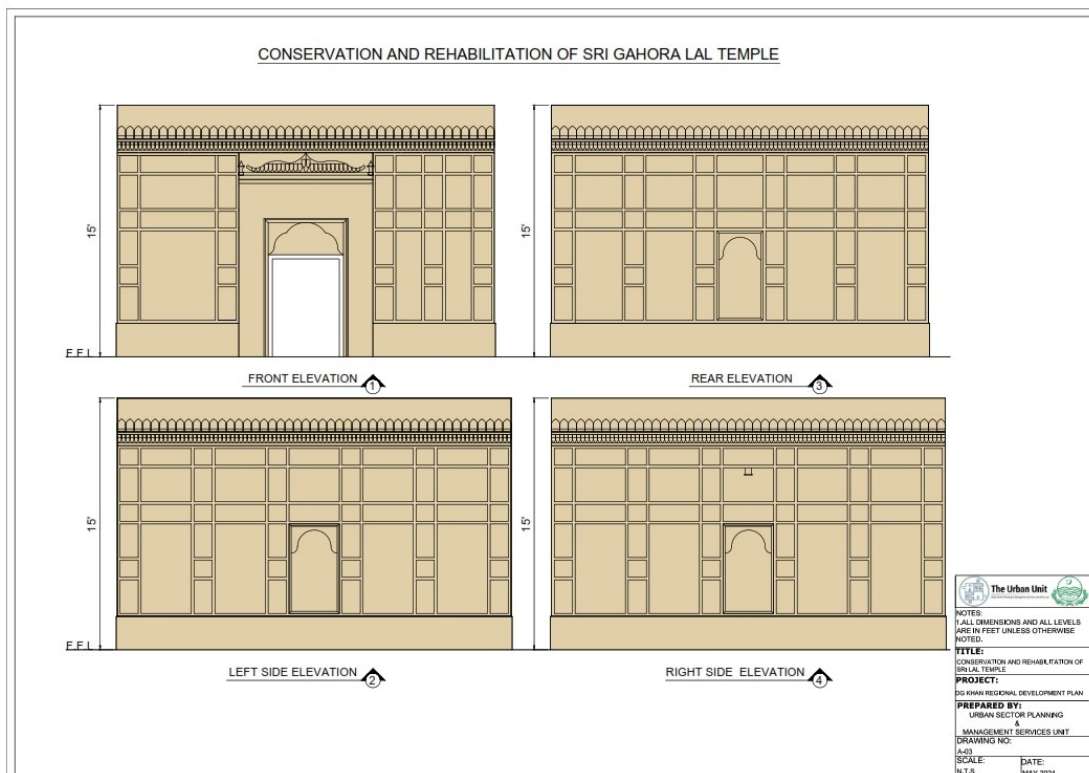 CONSERVATION AND REHABILITATION OF SRI GAHORA LAL TEMPLE
15'
15'
F.F.L
FRONT ELEVATION 1
REAR ELEVATION 3
15'
15'
F.F.L
LEFT SIDE ELEVATION 2
RIGHT SIDE ELEVATION 4
The Urban Unit
NOTES:
1.ALL DIMENSIONS AND ALL LEVELS
ARE IN FEET UNLESS OTHERWISE
NOTED.
TITLE:
CONSERVATION AND REHABILITATION OF
SRI LAL TEMPLE
PROJECT:
DG KHAN REGIONAL DEVELOPMENT PLAN
PREPARED BY:
URBAN SECTOR PLANNING
&
MANAGEMENT SERVICES UNIT
DRAWING NO:
A-03
SCALE:
N.T.S
DATE:
MAY 2024